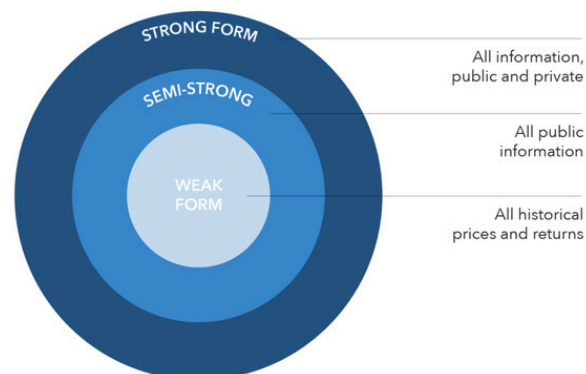 STRONG FORM
All information,
public and private
SEMI-STRONG
All public
information
WEAK
FORM
All historical
prices and returns